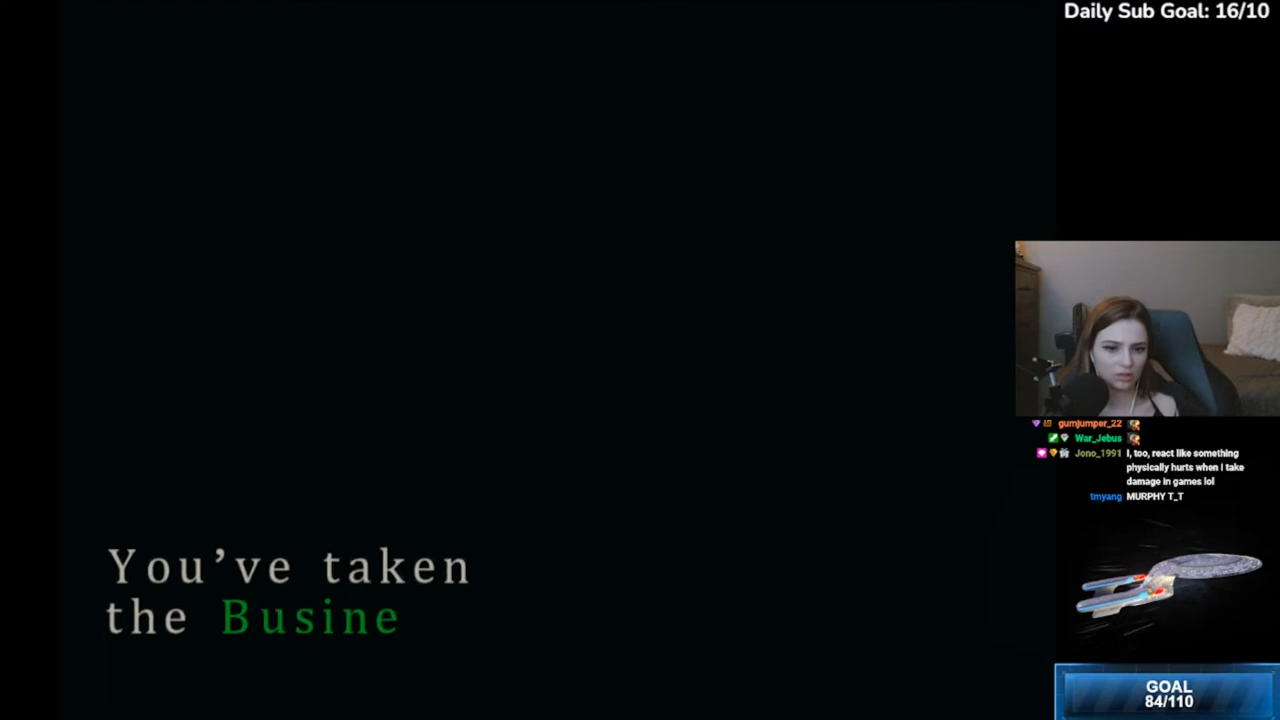 Daily Sub Goal: 16/10
gumjumper_22
War_Jebus
Jono_1991 I, too, react like something
physically hurts when I take
damage in games lol
tmyang MURPHY T_T
You've taken
the Busine
GOAL
84/110